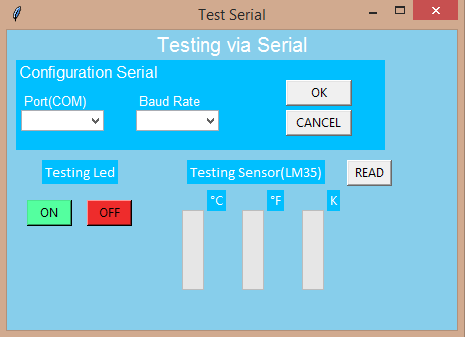 Test Serial
Testing via Serial
Configuration Serial
Port(COM) Baud Rate OK
CANCEL
Testing Led Testing Sensor(LM35) READ
ON OFF °C °F K